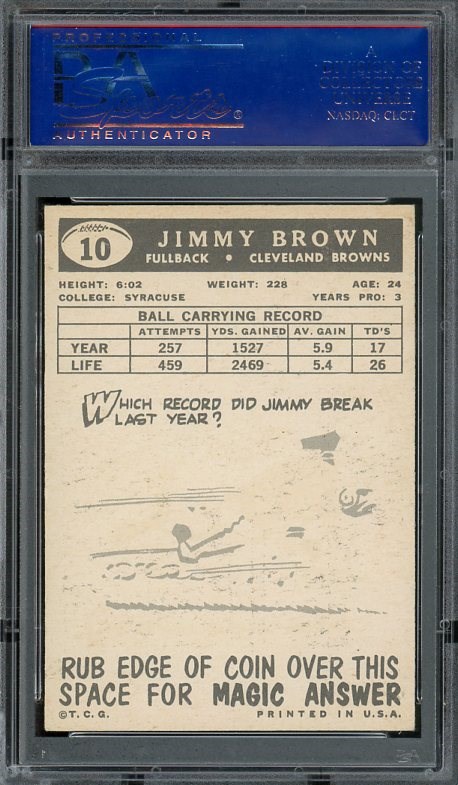 PROFESSIONAL
PSA
Sports®
AUTHENTICATOR
A
DIVISION OF
COLLECTORS
UNIVERSE
NASDAQ: CLCT
10
JIMMY BROWN
FULLBACK • CLEVELAND BROWNS
HEIGHT: 6:02 WEIGHT: 228 AGE: 24
COLLEGE: SYRACUSE YEARS PRO: 3
BALL CARRYING RECORD
ATTEMPTS YDS. GAINED AV. GAIN TD'S
YEAR 257 1527 5.9 17
LIFE 459 2469 5.4 26
WHICH RECORD DID JIMMY BREAK
LAST YEAR?
RUB EDGE OF COIN OVER THIS
SPACE FOR MAGIC ANSWER
©T.C.G. PRINTED IN U.S.A.